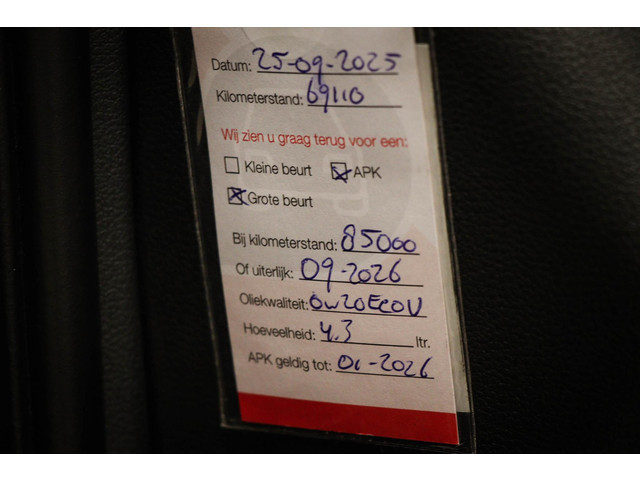 Datum: 25-09-2025
Kilometerstand: 69110
Wij zien u graag terug voor een:
Kleine beurt APK
Grote beurt
Bij kilometerstand: 85000
Of uiterlijk: 09-2026
Oliekwaliteit: 0w20EcoV
Hoeveelheid: 4.3 ltr.
APK geldig tot: 01-2026